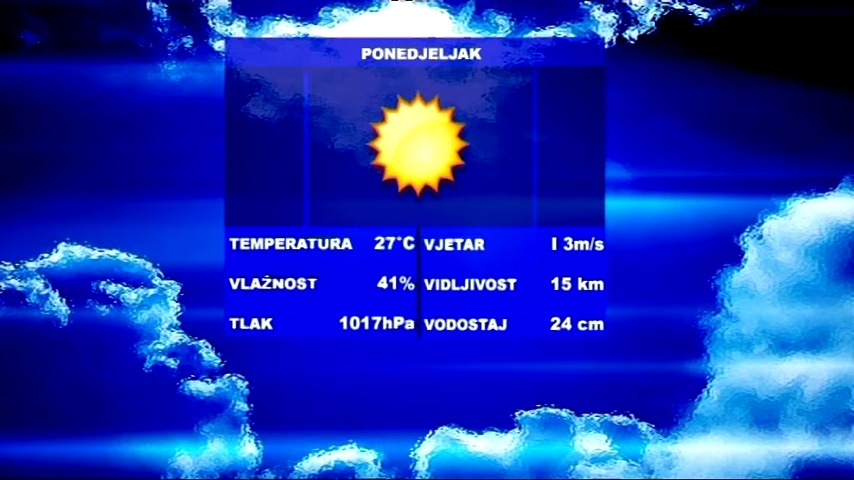 PONEDJELJAK
TEMPERATURA 27°C VJETAR I 3m/s
VLAŽNOST 41% VIDLJIVOST 15 km
TLAK 1017hPa VODOSTAJ 24 cm